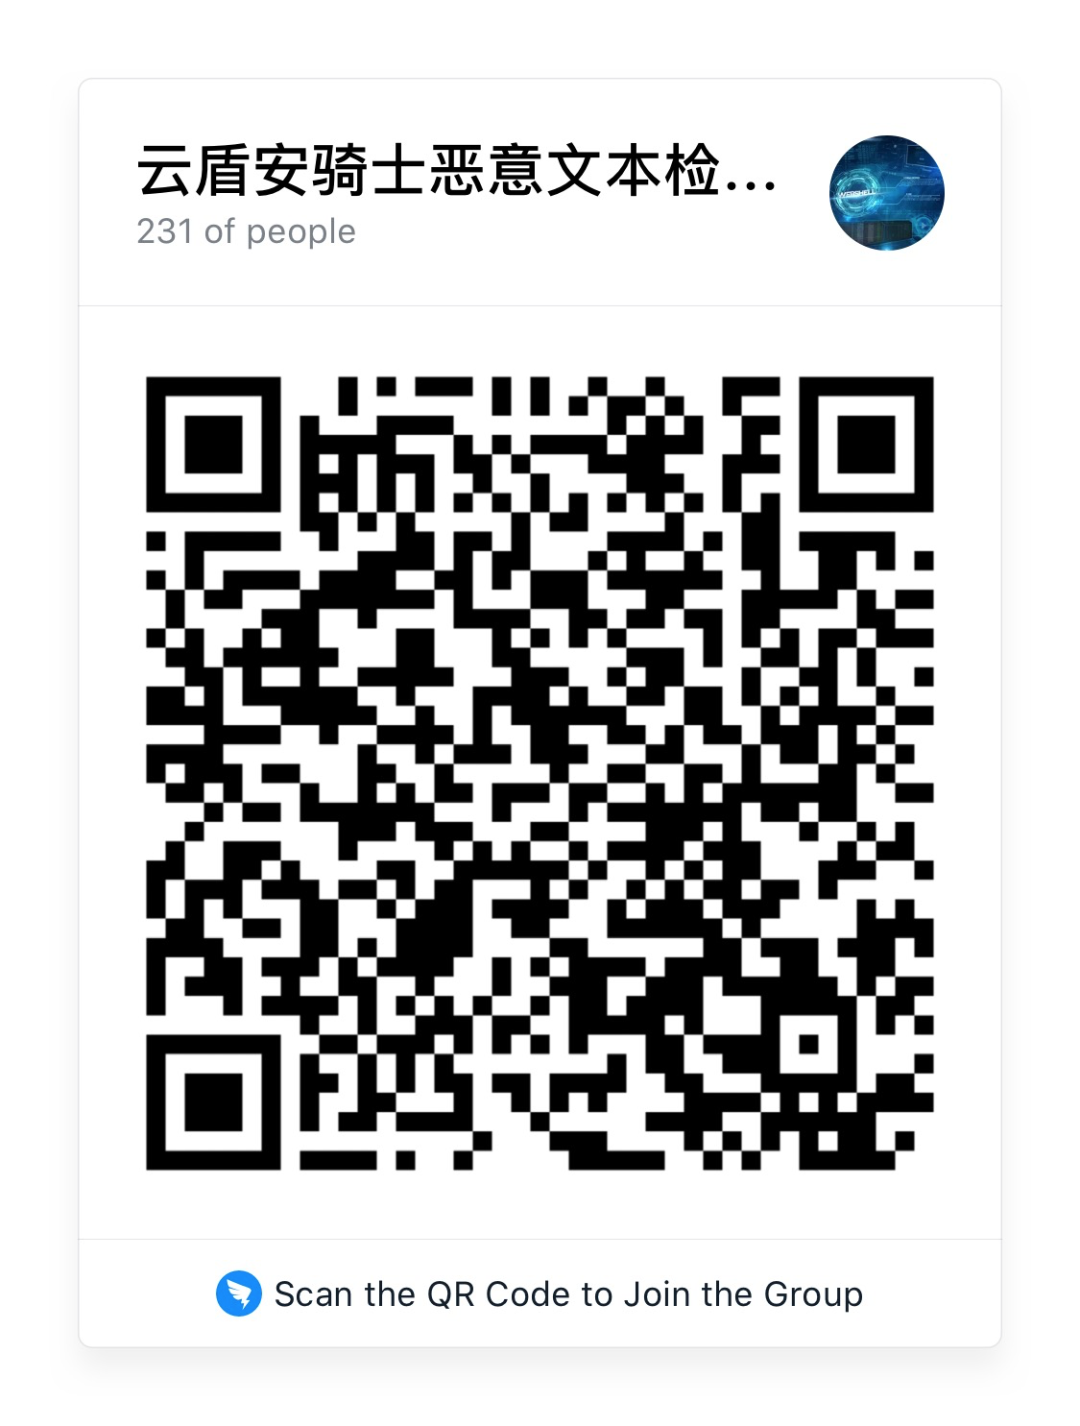 云盾安骑士恶意文本检...
231 of people
WEBSHELL
Scan the QR Code to Join the Group